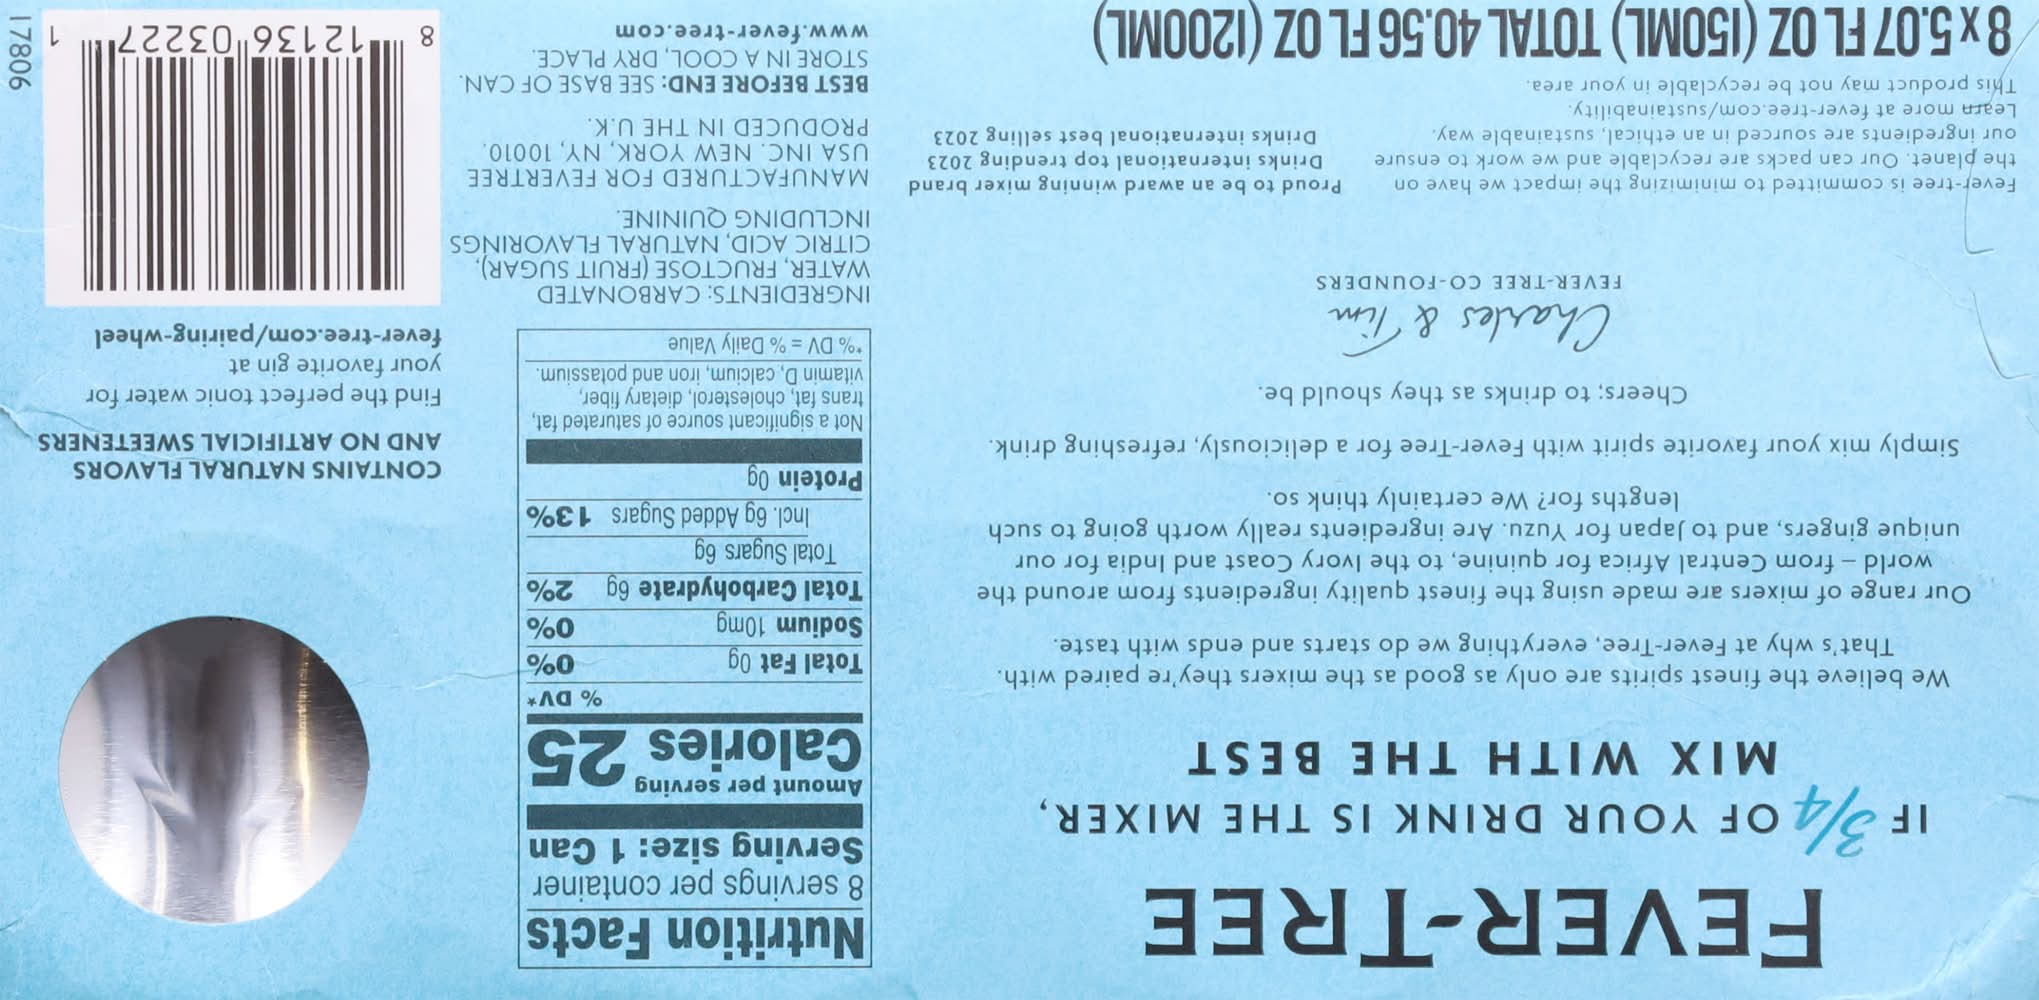 FEVER-TREE
IF 3/4 OF YOUR DRINK IS THE MIXER,
MIX WITH THE BEST
We believe the finest spirits are only as good as the mixers they're paired with.
That's why at Fever-Tree, everything we do starts and ends with taste.
Our range of mixers are made using the finest quality ingredients from around the
world – from Central Africa for quinine, to the Ivory Coast and India for our
unique gingers, and to Japan for Yuzu. Are ingredients really worth going to such
lengths for? We certainly think so.
Simply mix your favorite spirit with Fever-Tree for a deliciously, refreshing drink.
Cheers; to drinks as they should be.
Charles & Tim
FEVER-TREE CO-FOUNDERS
Fever-tree is committed to minimizing the impact we have on
the planet. Our can packs are recyclable and we work to ensure
our ingredients are sourced in an ethical, sustainable way.
Learn more at fever-tree.com/sustainability.
This product may not be recyclable in your area.
Proud to be an award winning mixer brand
Drinks international top trending 2023
Drinks international best selling 2023
8 x 5.07 FL OZ (150ML) TOTAL 40.56 FL OZ (1200ML)
Nutrition Facts
8 servings per container
Serving size: 1 Can
Amount per serving
Calories 25
% DV*
Total Fat 0g 0%
Sodium 10mg 0%
Total Carbohydrate 6g 2%
Total Sugars 6g
Incl. 6g Added Sugars 13%
Protein 0g
Not a significant source of saturated fat,
trans fat, cholesterol, dietary fiber,
vitamin D, calcium, iron and potassium.
*% DV = % Daily Value
INGREDIENTS: CARBONATED
WATER, FRUCTOSE (FRUIT SUGAR),
CITRIC ACID, NATURAL FLAVORINGS
INCLUDING QUININE.
MANUFACTURED FOR FEVERTREE
USA INC. NEW YORK, NY, 10010.
PRODUCED IN THE U.K.
BEST BEFORE END: SEE BASE OF CAN.
STORE IN A COOL, DRY PLACE.
www.fever-tree.com
CONTAINS NATURAL FLAVORS
AND NO ARTIFICIAL SWEETENERS
Find the perfect tonic water for
your favorite gin at
fever-tree.com/pairing-wheel
8 12136 03227 1
17806